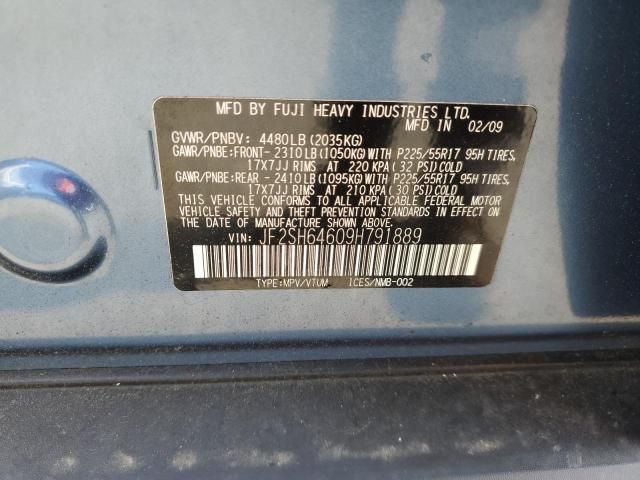 MFD BY FUJI HEAVY INDUSTRIES LTD.
MFD IN 02/09
GVWR/PNBV: 4480LB(2035KG)
GAWR/PNBE:FRONT-2310LB(1050KG)WITH P225/55R17 95H TIRES,
17X7JJ RIMS AT 220 KPA (32 PSI)COLD
GAWR/PNBE:REAR -2410LB(1095KG)WITH P225/55R17 95H TIRES,
17X7JJ RIMS AT 210 KPA (30 PSI)COLD
THIS VEHICLE CONFORMS TO ALL APPLICABLE FEDERAL MOTOR
VEHICLE SAFETY AND THEFT PREVENTION STANDARDS IN EFFECT ON
THE DATE OF MANUFACTURE SHOWN ABOVE.
VIN: JF2SH64609H791889
TYPE:MPV/VTUM ICES/NMB-002